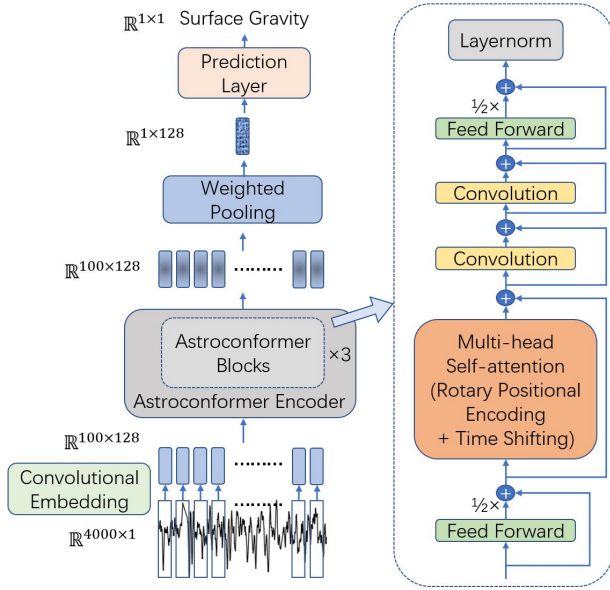 ℝ^{1×1} Surface Gravity
Prediction
Layer
ℝ^{1×128}
Weighted
Pooling
ℝ^{100×128}
.........
Astroconformer
Blocks
×3
Astroconformer Encoder
ℝ^{100×128}
.........
Convolutional
Embedding
.........
ℝ^{4000×1}
Layernorm
+
½×
Feed Forward
+
Convolution
+
Convolution
+
Multi-head
Self-attention
(Rotary Positional
Encoding
+ Time Shifting)
+
½×
Feed Forward